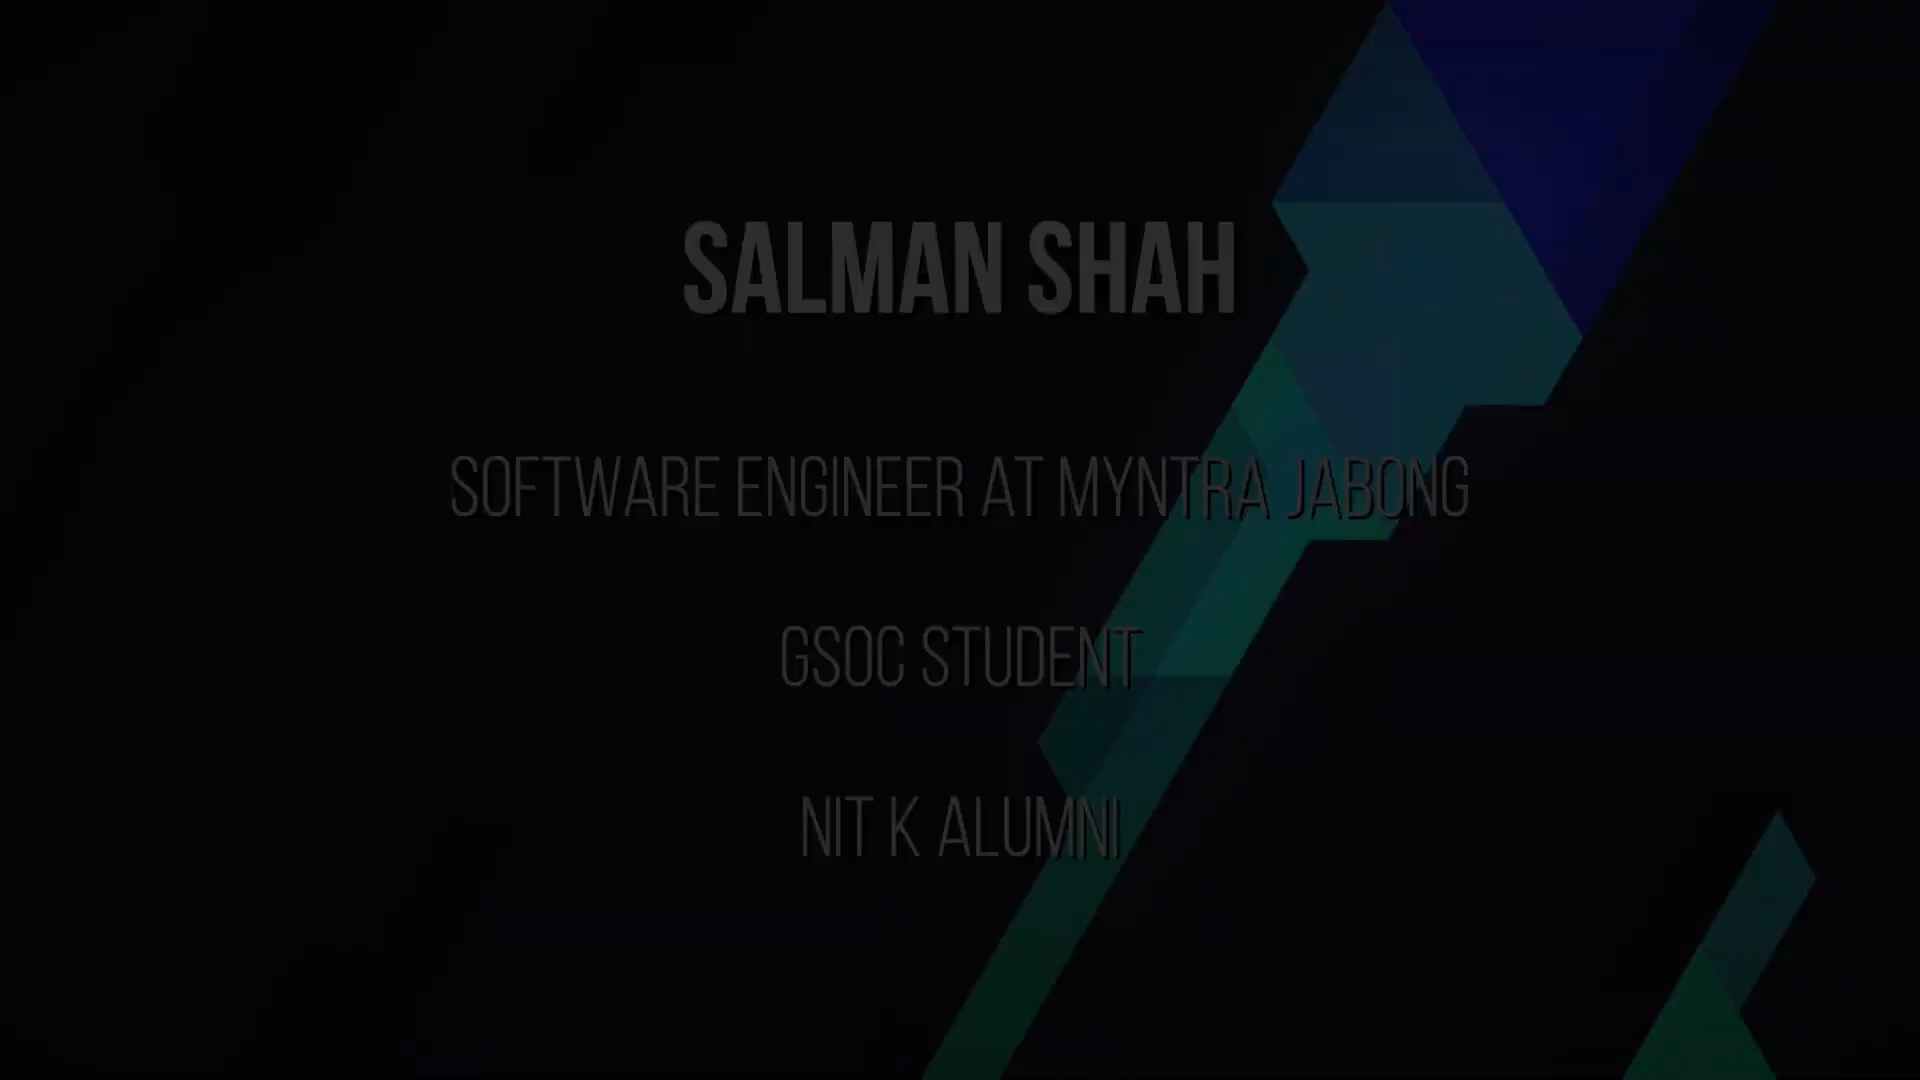 SALMAN SHAH
SOFTWARE ENGINEER AT MYNTRA JABONG
GSOC STUDENT
NIT K ALUMNI